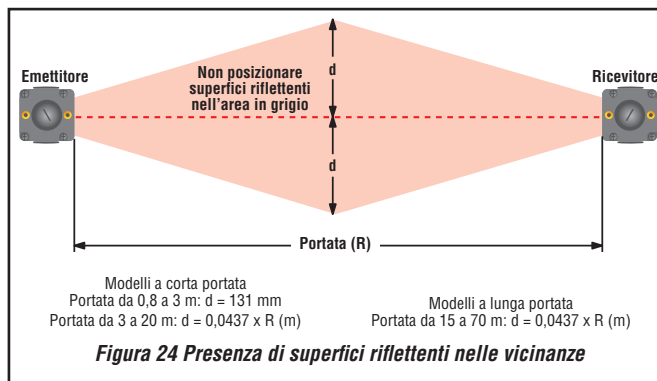 Emettitore
Non posizionare
superfici riflettenti
nell'area in grigio
d
Ricevitore
d
Portata (R)
Modelli a corta portata
Portata da 0,8 a 3 m: d = 131 mm
Portata da 3 a 20 m: d = 0,0437 x R (m)
Modelli a lunga portata
Portata da 15 a 70 m: d = 0,0437 x R (m)
Figura 24 Presenza di superfici riflettenti nelle vicinanze